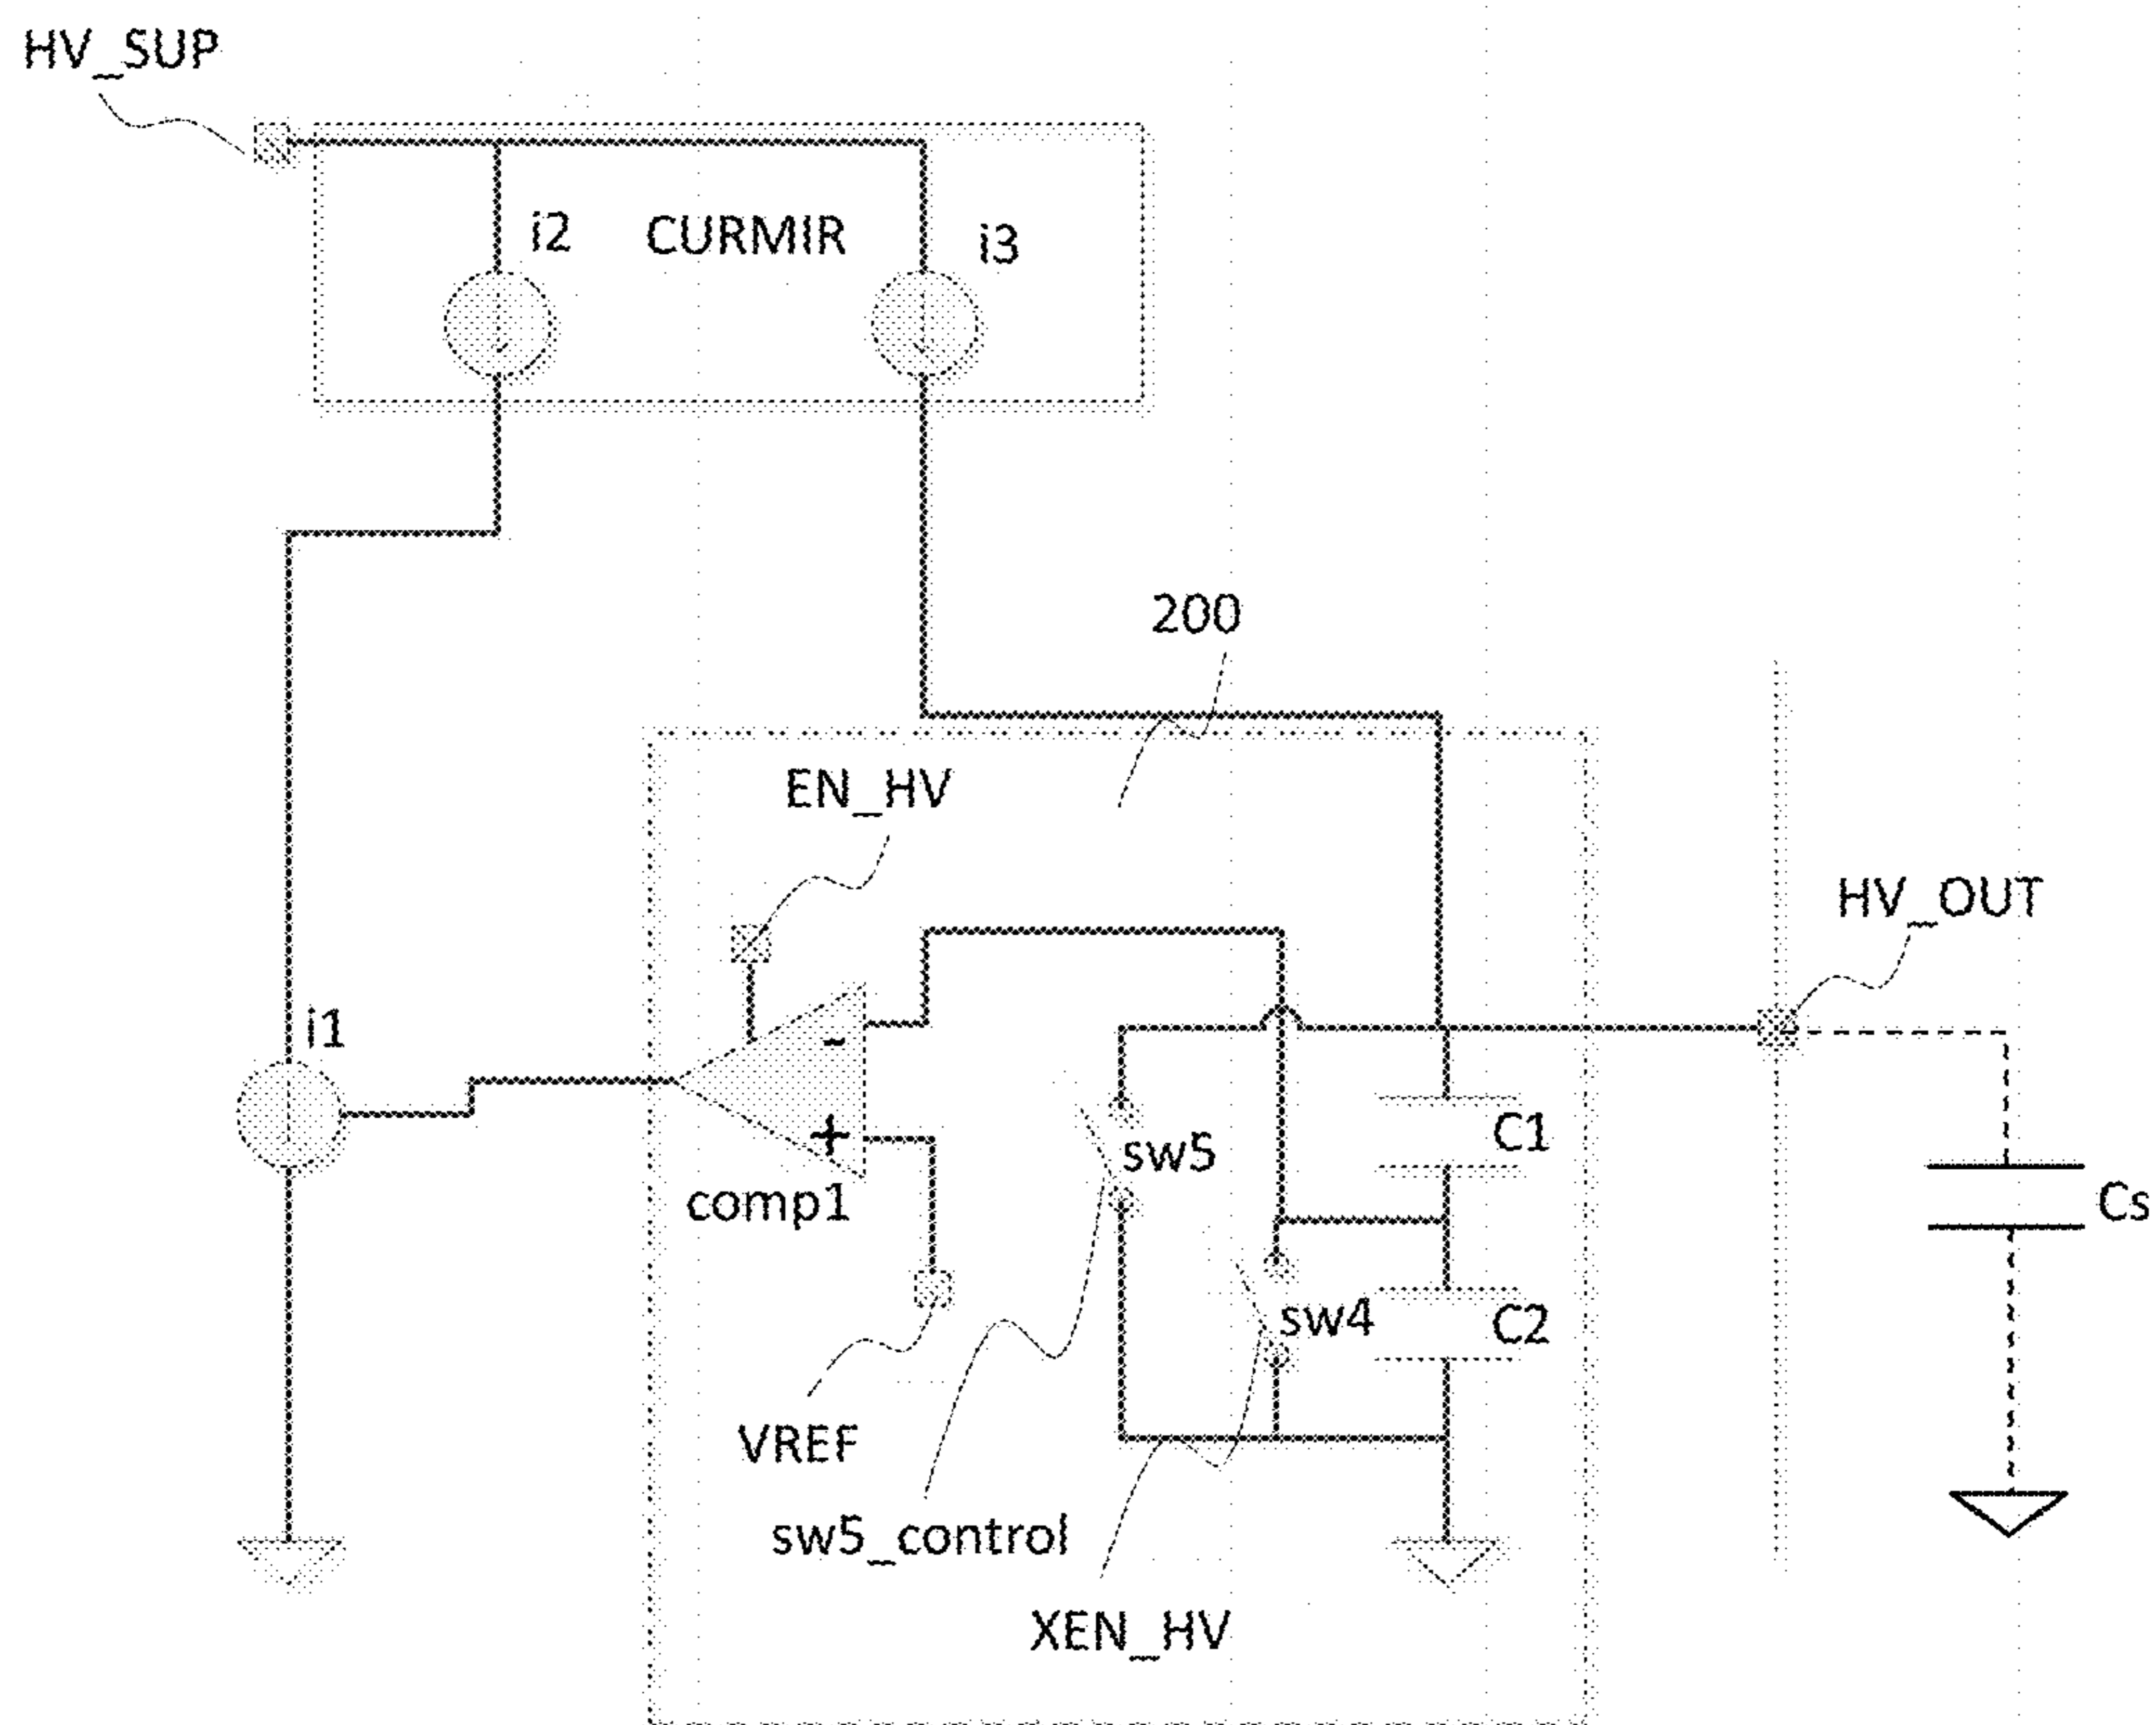 HV_SUP
i2
CURMIR
i3
200
EN_HV
HV_OUT
i1
-
+
comp1
sw5
C1
Cs
sw4
C2
VREF
sw5_control
XEN_HV